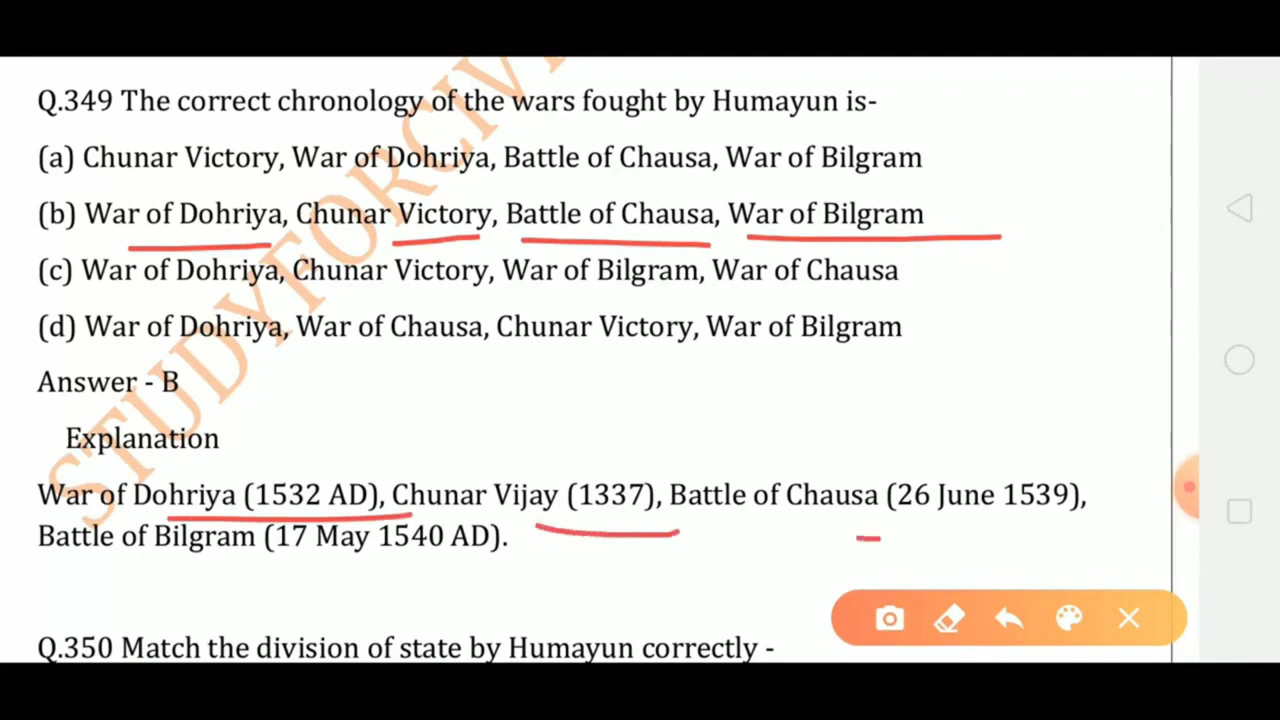 Q.349 The correct chronology of the wars fought by Humayun is-
(a) Chunar Victory, War of Dohriya, Battle of Chausa, War of Bilgram
(b) War of Dohriya, Chunar Victory, Battle of Chausa, War of Bilgram
(c) War of Dohriya, Chunar Victory, War of Bilgram, War of Chausa
(d) War of Dohriya, War of Chausa, Chunar Victory, War of Bilgram
Answer - B
Explanation
War of Dohriya (1532 AD), Chunar Vijay (1337), Battle of Chausa (26 June 1539),
Battle of Bilgram (17 May 1540 AD).
Q.350 Match the division of state by Humayun correctly -
STUDYFORCIVI